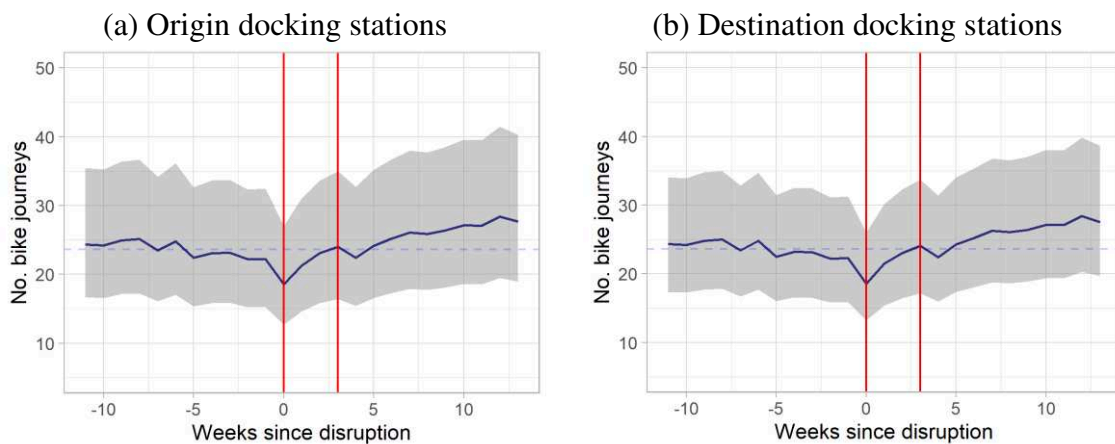 (a) Origin docking stations
50
40
30
20
10
No. bike journeys
-10 -5 0 5 10
Weeks since disruption
(b) Destination docking stations
50
40
30
20
10
No. bike journeys
-10 -5 0 5 10
Weeks since disruption